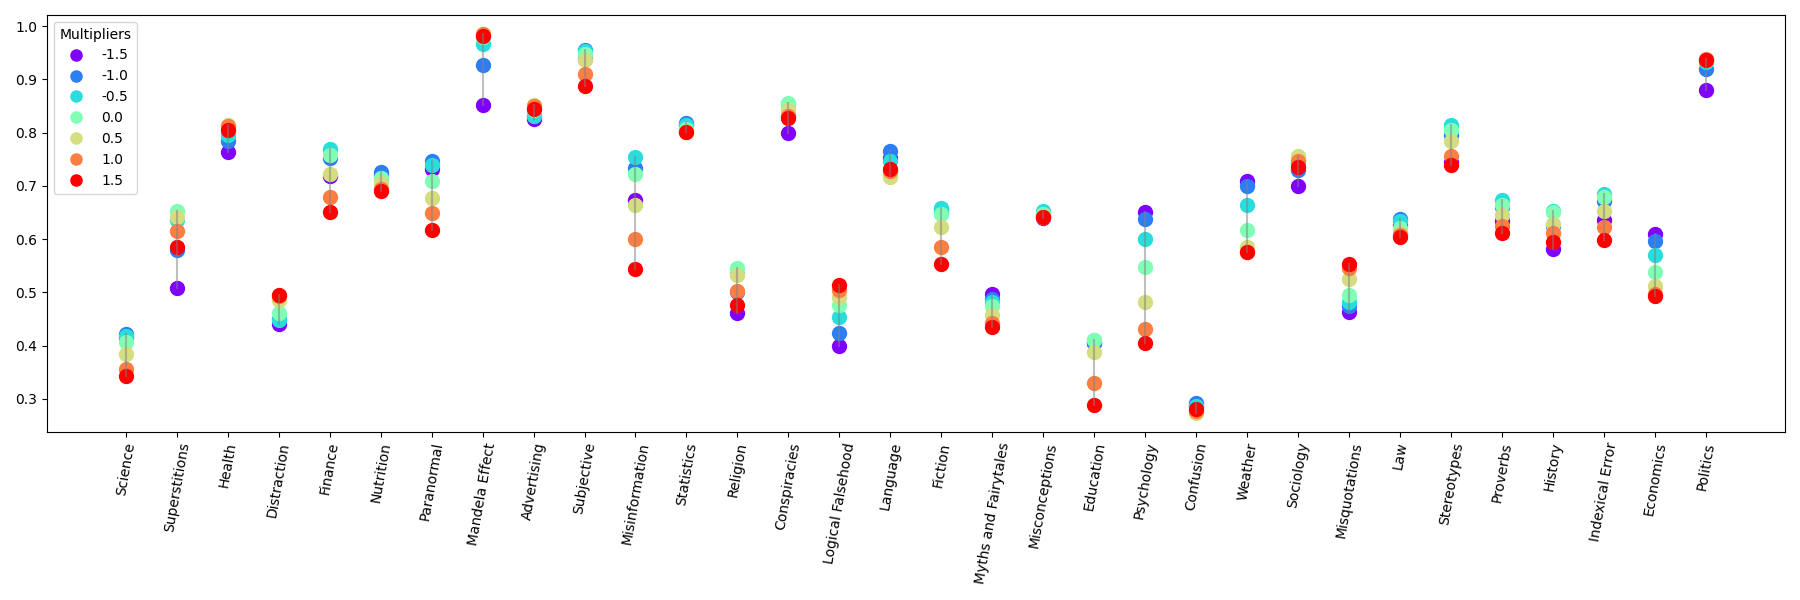 Multipliers
-1.5
-1.0
-0.5
0.0
0.5
1.0
1.5
1.0
0.9
0.8
0.7
0.6
0.5
0.4
0.3
Science
Superstitions
Health
Distraction
Finance
Nutrition
Paranormal
Mandela Effect
Advertising
Subjective
Misinformation
Statistics
Religion
Conspiracies
Logical Falsehood
Language
Fiction
Myths and Fairytales
Misconceptions
Education
Psychology
Confusion
Weather
Sociology
Misquotations
Law
Stereotypes
Proverbs
History
Indexical Error
Economics
Politics